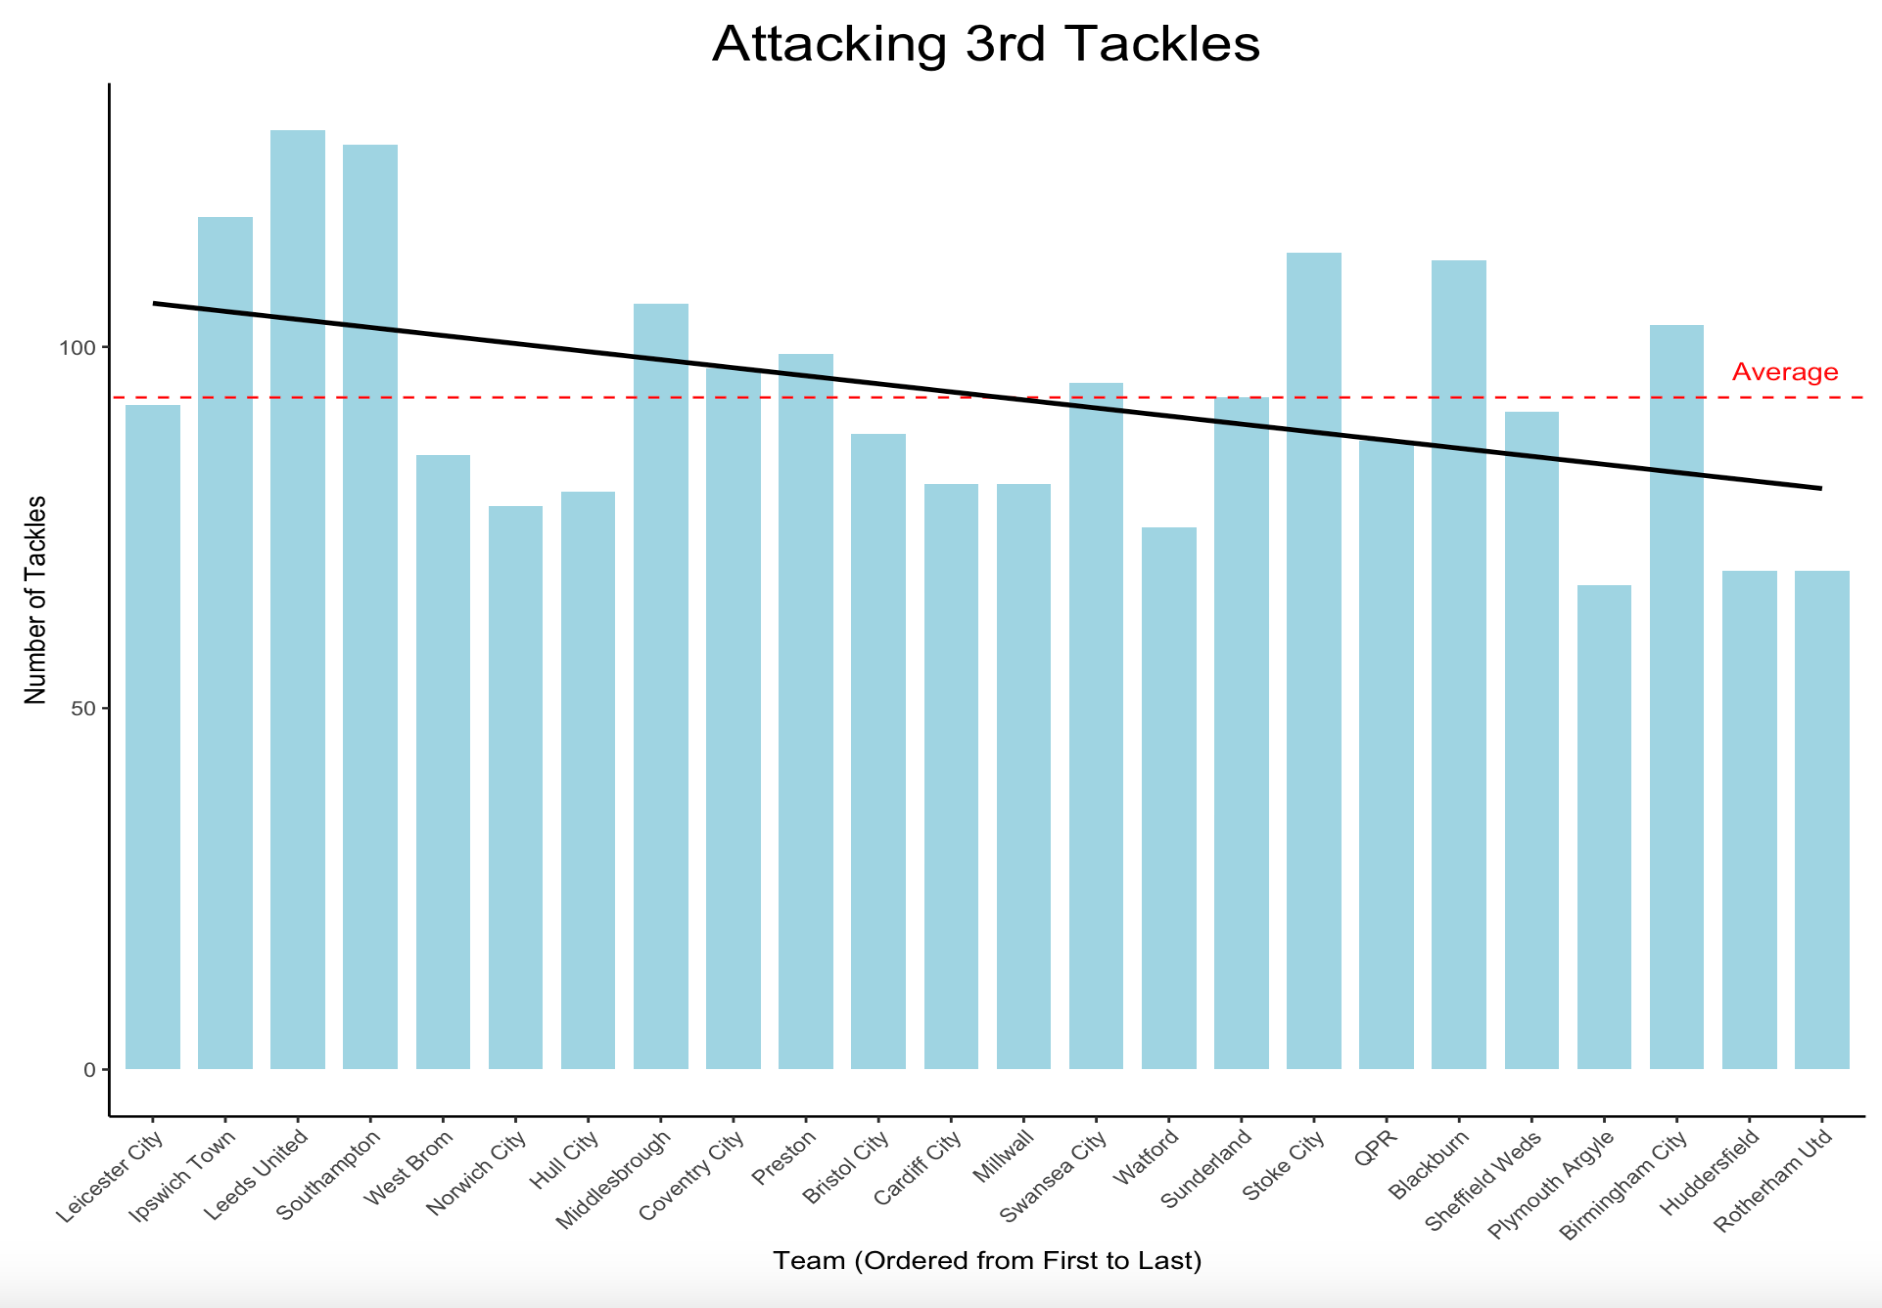 Attacking 3rd Tackles
Number of Tackles
100
50
0
Average
Leicester City
Ipswich Town
Leeds United
Southampton
West Brom
Norwich City
Hull City
Middlesbrough
Coventry City
Preston
Bristol City
Cardiff City
Millwall
Swansea City
Watford
Sunderland
Stoke City
QPR
Blackburn
Sheffield Weds
Plymouth Argyle
Birmingham City
Huddersfield
Rotherham Utd
Team (Ordered from First to Last)